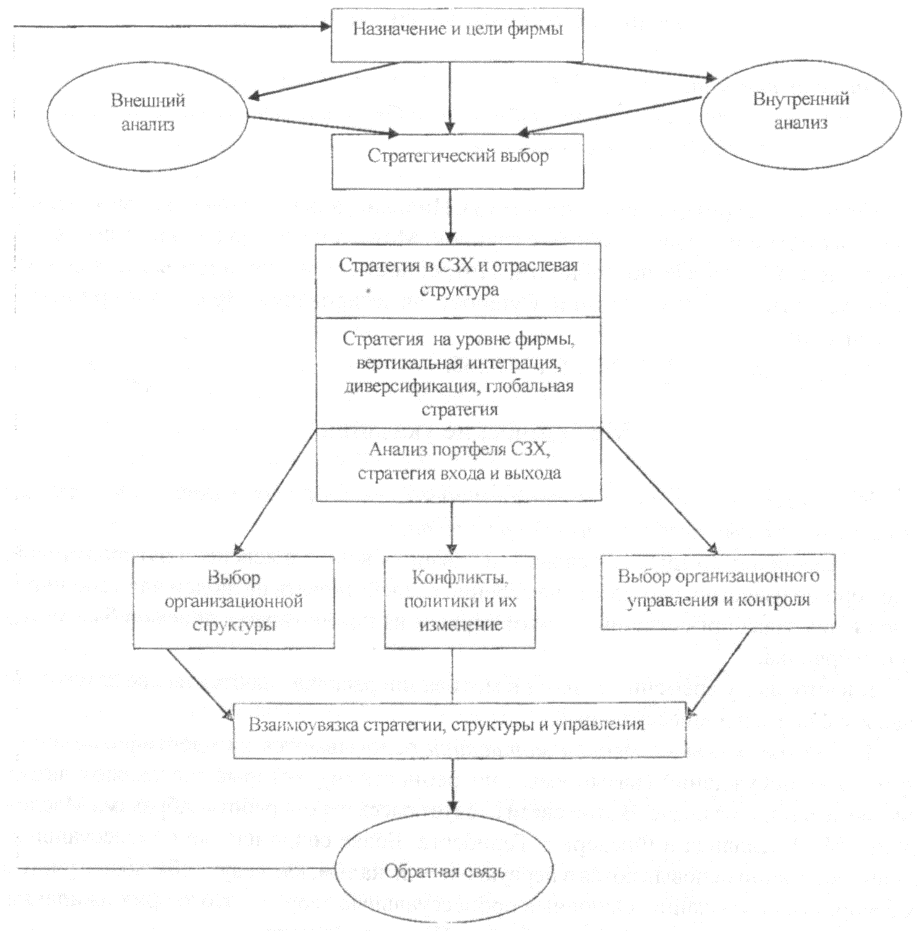 Назначение и цели фирмы
Внешний
анализ
Внутренний
анализ
Стратегический выбор
Стратегия в СЗХ и отраслевая
структура
Стратегия на уровне фирмы,
вертикальная интеграция,
диверсификация, глобальная
стратегия
Анализ портфеля СЗХ,
стратегия входа и выхода
Выбор
организационной
структуры
Конфликты,
политики и их
изменение
Выбор организационного
управления и контроля
Взаимоувязка стратегии, структуры и управления
Обратная связь